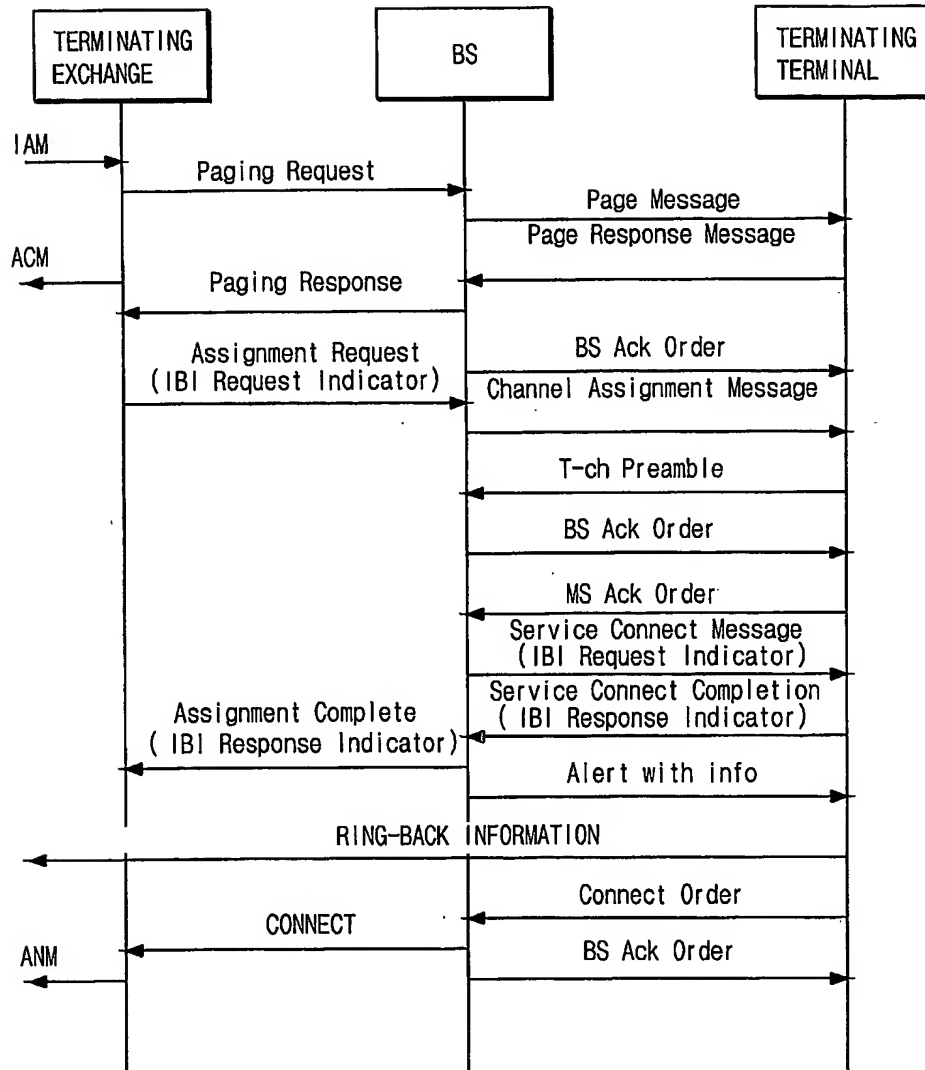 TERMINATING
EXCHANGE
BS
TERMINATING
TERMINAL
IAM
Paging Request
Page Message
Page Response Message
ACM
Paging Response
Assignment Request
(IBI Request Indicator)
BS Ack Order
Channel Assignment Message
T-ch Preamble
BS Ack Order
MS Ack Order
Service Connect Message
(IBI Request Indicator)
Service Connect Completion
(IBI Response Indicator)
Assignment Complete
(IBI Response Indicator)
Alert with info
RING-BACK INFORMATION
Connect Order
CONNECT
BS Ack Order
ANM